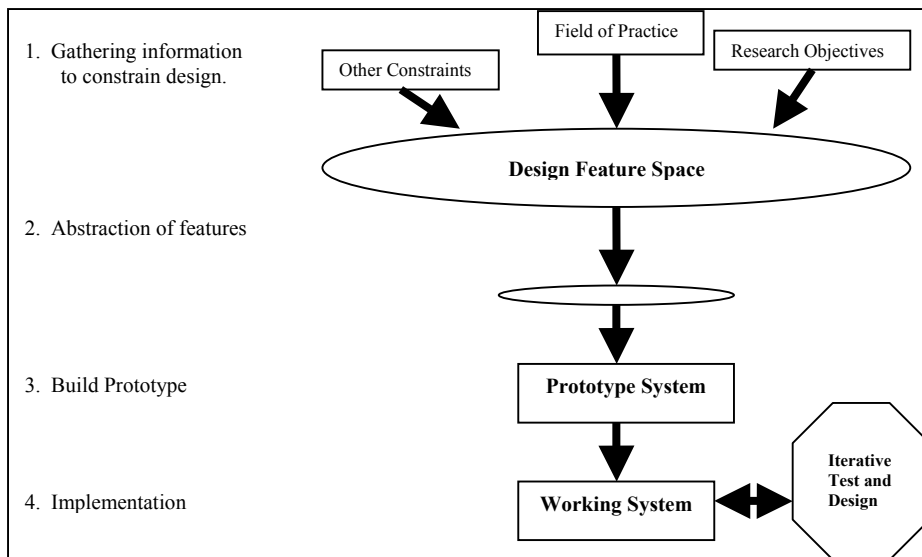 1. Gathering information
to constrain design.
Field of Practice
Other Constraints
Research Objectives
Design Feature Space
2. Abstraction of features
3. Build Prototype
Prototype System
4. Implementation
Working System
Iterative
Test and
Design